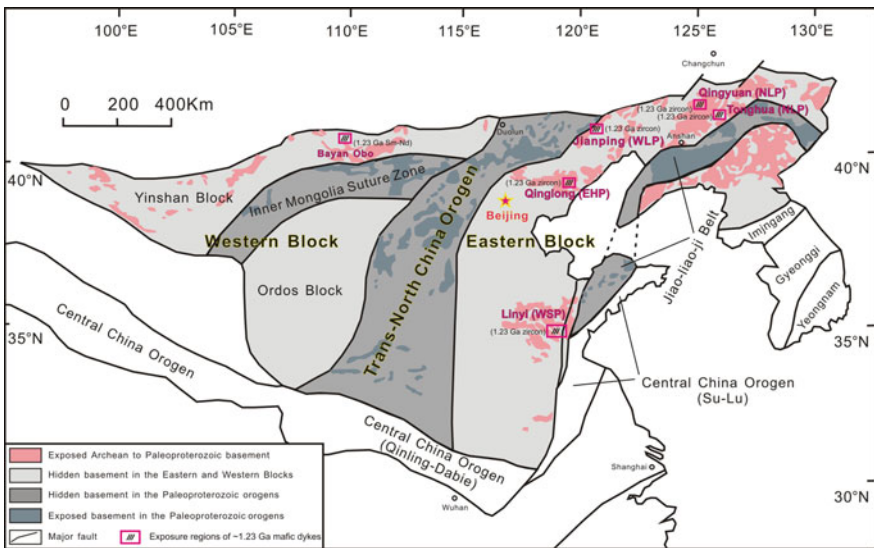 100°E 105°E 110°E 115°E 120°E 125°E 130°E
Changchun
0 200 400Km
Qingyuan (NLP)
(1.23 Ga zircon)
Tonghua (NLP)
(1.23 Ga zircon)
Duolun
Jianping (WLP)
(1.23 Ga zircon)
Anshan
(1.23 Ga Sm-Nd)
Bayan Obo
40°N
40°N
Yinshan Block
Inner Mongolia Suture Zone
(1.23 Ga zircon)
Qinglong (EHP)
Beijing
Western Block
Eastern Block
Trans-North China Orogen
Ordos Block
Jiao-liao-ji Belt
Imjngang
Gyeonggi
Yeongnam
Central China Orogen
35°N
35°N
Linyi (WSP)
(1.23 Ga zircon)
Central China Orogen
(Su-Lu)
Central China Orogen
(Qinling-Dabie)
Shanghai
Wuhan
30°N
Exposed Archean to Paleoproterozoic basement
Hidden basement in the Eastern and Western Blocks
Hidden basement in the Paleoproterozoic orogens
Exposed basement in the Paleoproterozoic orogens
Major fault
Exposure regions of ~1.23 Ga mafic dykes